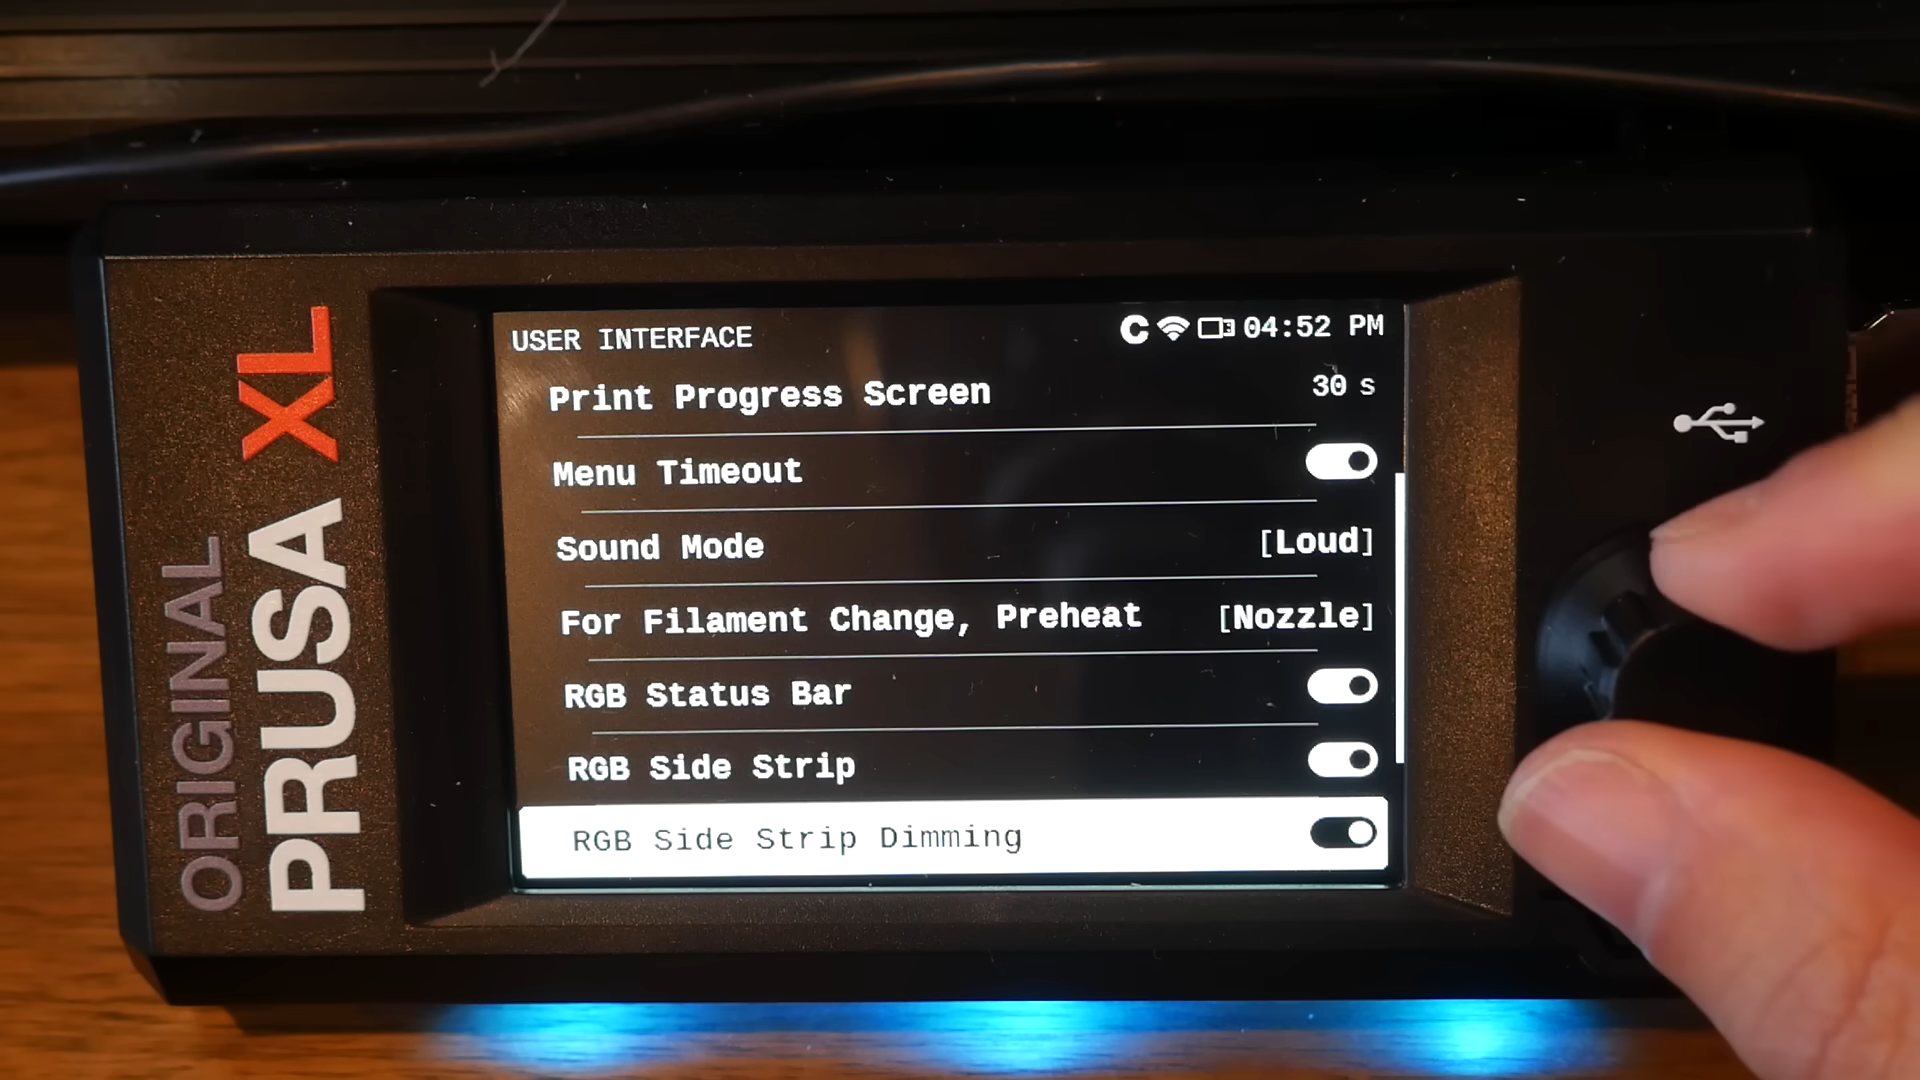 ORIGINAL
PRUSA XL
USER INTERFACE 04:52 PM
Print Progress Screen 30 s
Menu Timeout
Sound Mode [Loud]
For Filament Change, Preheat [Nozzle]
RGB Status Bar
RGB Side Strip
RGB Side Strip Dimming